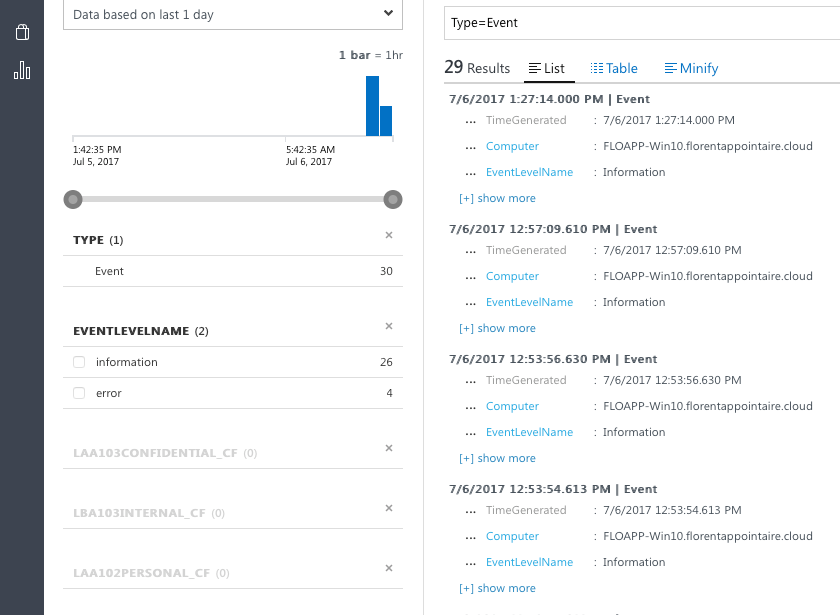 Data based on last 1 day
1 bar = 1hr
1:42:35 PM
Jul 5, 2017
5:42:35 AM
Jul 6, 2017
TYPE (1)
Event 30
EVENTLEVELNAME (2)
information 26
error 4
LAA103CONFIDENTIAL_CF (0)
LBA103INTERNAL_CF (0)
LAA102PERSONAL_CF (0)
Type=Event
29 Results List Table Minify
7/6/2017 1:27:14.000 PM | Event
... TimeGenerated : 7/6/2017 1:27:14.000 PM
... Computer : FLOAPP-Win10.florentappointaire.cloud
... EventLevelName : Information
[+] show more
7/6/2017 12:57:09.610 PM | Event
... TimeGenerated : 7/6/2017 12:57:09.610 PM
... Computer : FLOAPP-Win10.florentappointaire.cloud
... EventLevelName : Information
[+] show more
7/6/2017 12:53:56.630 PM | Event
... TimeGenerated : 7/6/2017 12:53:56.630 PM
... Computer : FLOAPP-Win10.florentappointaire.cloud
... EventLevelName : Information
[+] show more
7/6/2017 12:53:54.613 PM | Event
... TimeGenerated : 7/6/2017 12:53:54.613 PM
... Computer : FLOAPP-Win10.florentappointaire.cloud
... EventLevelName : Information
[+] show more